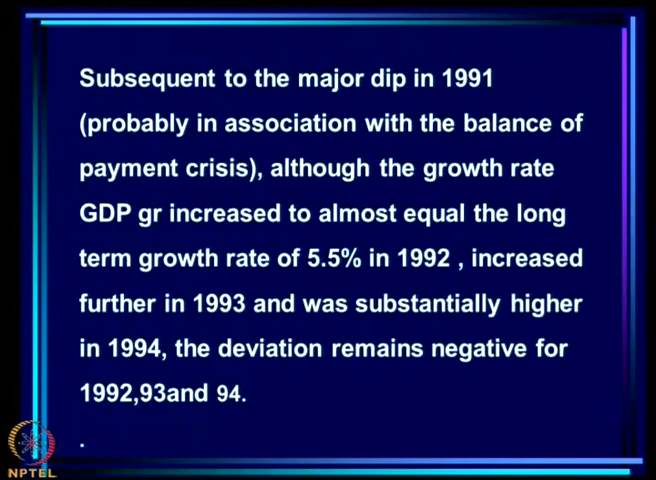 Subsequent to the major dip in 1991
(probably in association with the balance of
payment crisis), although the growth rate
GDP gr increased to almost equal the long
term growth rate of 5.5% in 1992 , increased
further in 1993 and was substantially higher
in 1994, the deviation remains negative for
1992,93and 94.
.
NPTEL